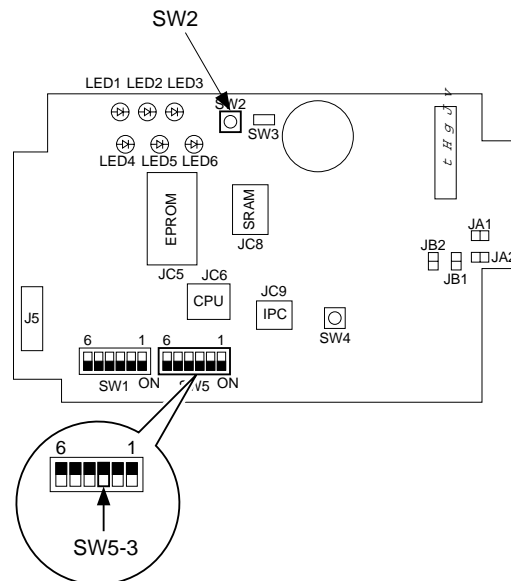 SW2
LED1 LED2 LED3
SW2
SW3
LED4 LED5 LED6
t H g J v
EPROM
SRAM
JC8
JC5
JC6
CPU
JC9
IPC
SW4
JA1
JB2
JA2
JB1
J5
6 1 6 1
SW1 ON SW5 ON
6 1
SW5-3